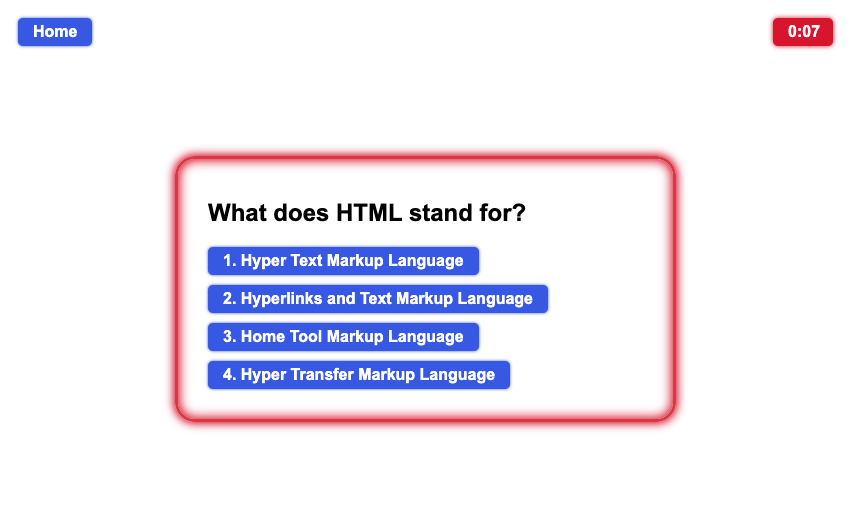 Home
0:07
What does HTML stand for?
1. Hyper Text Markup Language
2. Hyperlinks and Text Markup Language
3. Home Tool Markup Language
4. Hyper Transfer Markup Language